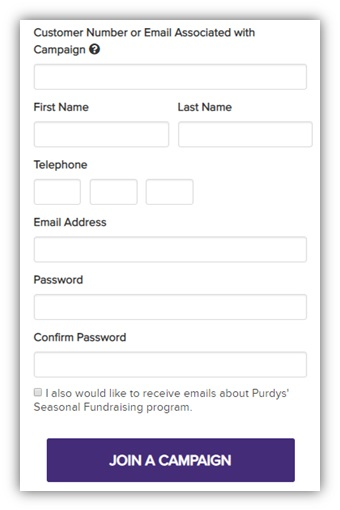 Customer Number or Email Associated with
Campaign ?
First Name Last Name
Telephone
Email Address
Password
Confirm Password
I also would like to receive emails about Purdys'
Seasonal Fundraising program.
JOIN A CAMPAIGN